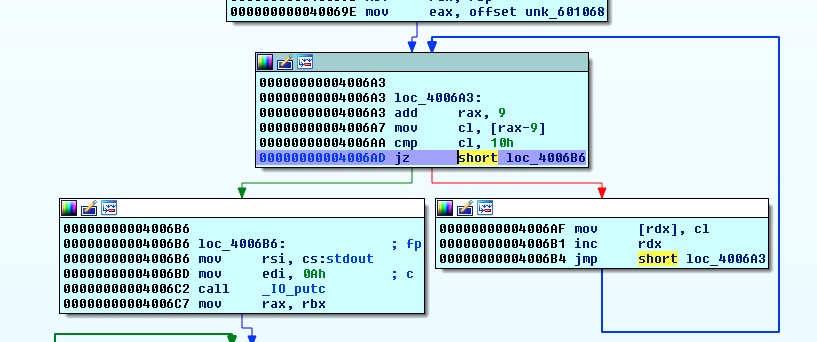 000000000040069E mov     eax, offset unk_601068
00000000004006A3
00000000004006A3 loc_4006A3:
00000000004006A3 add     rax, 9
00000000004006A7 mov     cl, [rax-9]
00000000004006AA cmp     cl, 10h
00000000004006AD jz      short loc_4006B6
00000000004006B6
00000000004006B6 loc_4006B6:             ; fp
00000000004006B6 mov     rsi, cs:stdout
00000000004006BD mov     edi, 0Ah        ; c
00000000004006C2 call    _IO_putc
00000000004006C7 mov     rax, rbx
00000000004006AF mov     [rdx], cl
00000000004006B1 inc     rdx
00000000004006B4 jmp     short loc_4006A3